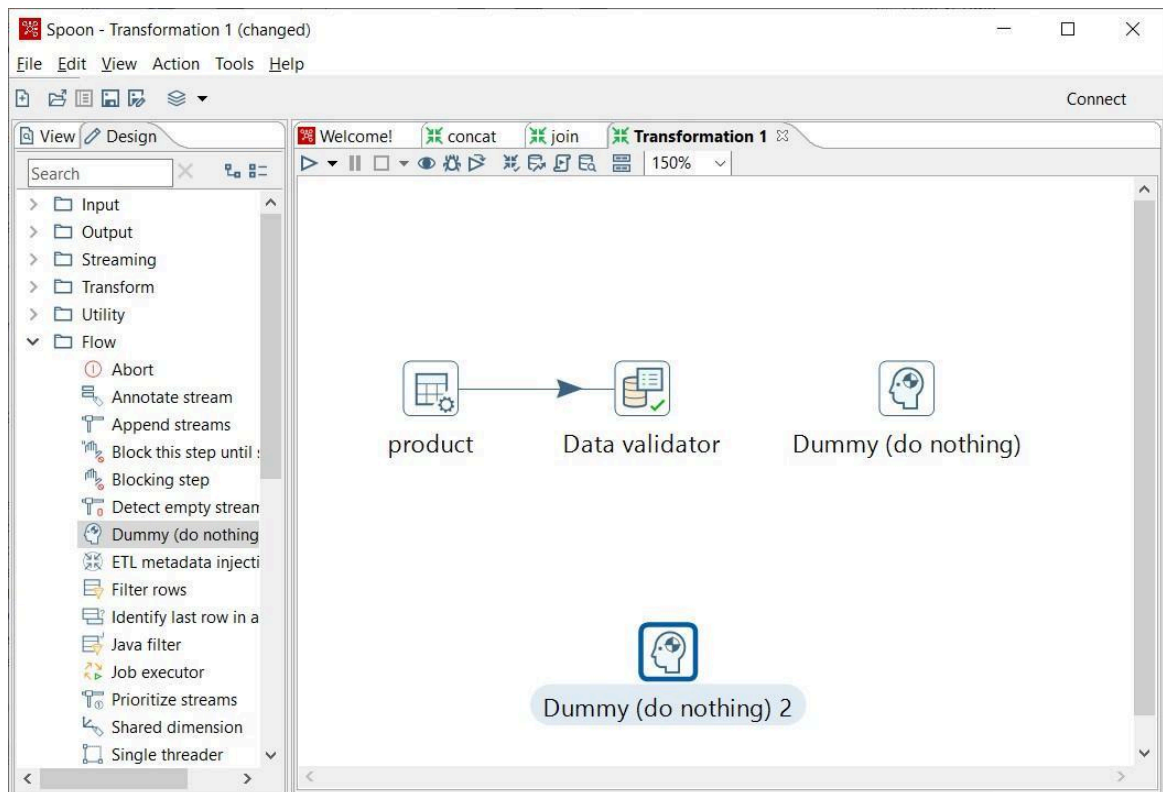 Spoon - Transformation 1 (changed)
File Edit View Action Tools Help
Connect
View Design
Welcome! concat join Transformation 1
Search
150%
Input
Output
Streaming
Transform
Utility
Flow
Abort
Annotate stream
Append streams
Block this step until s
Blocking step
Detect empty stream
Dummy (do nothing
ETL metadata injecti
Filter rows
Identify last row in a
Java filter
Job executor
Prioritize streams
Shared dimension
Single threader
product
Data validator
Dummy (do nothing)
Dummy (do nothing) 2